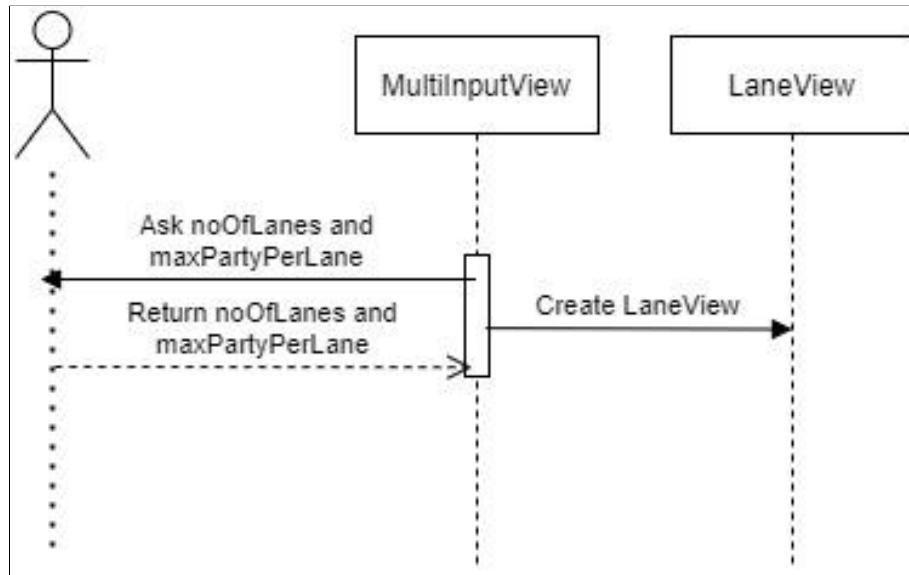 MultiInputView
LaneView
Ask noOfLanes and
maxPartyPerLane
Create LaneView
Return noOfLanes and
maxPartyPerLane